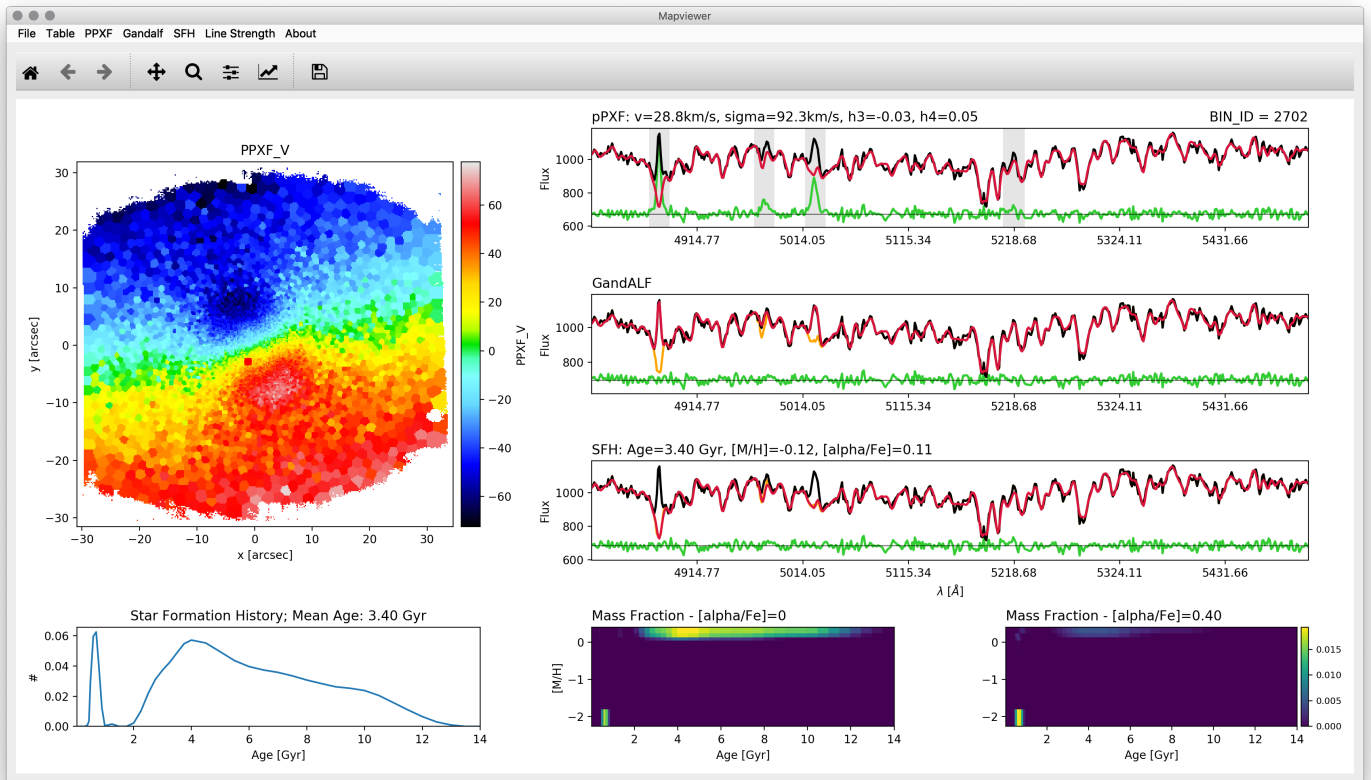 Mapviewer
File Table PPXF Gandalf SFH Line Strength About
PPXF_V
30
20
10
0
−10
−20
−30
y [arcsec]
−30 −20 −10 0 10 20 30
x [arcsec]
60
40
20
0
−20
−40
−60
PPXF_V
pPXF: v=28.8km/s, sigma=92.3km/s, h3=-0.03, h4=0.05 BIN_ID = 2702
1000
800
600
Flux
4914.77 5014.05 5115.34 5218.68 5324.11 5431.66
GandALF
1000
800
Flux
4914.77 5014.05 5115.34 5218.68 5324.11 5431.66
SFH: Age=3.40 Gyr, [M/H]=-0.12, [alpha/Fe]=0.11
1000
800
600
Flux
4914.77 5014.05 5115.34 5218.68 5324.11 5431.66
λ [Å]
Star Formation History; Mean Age: 3.40 Gyr
0.06
0.04
0.02
0.00
#
2 4 6 8 10 12 14
Age [Gyr]
Mass Fraction - [alpha/Fe]=0
0
−1
−2
[M/H]
2 4 6 8 10 12 14
Age [Gyr]
Mass Fraction - [alpha/Fe]=0.40
0
−1
−2
2 4 6 8 10 12 14
Age [Gyr]
0.015
0.010
0.005
0.000